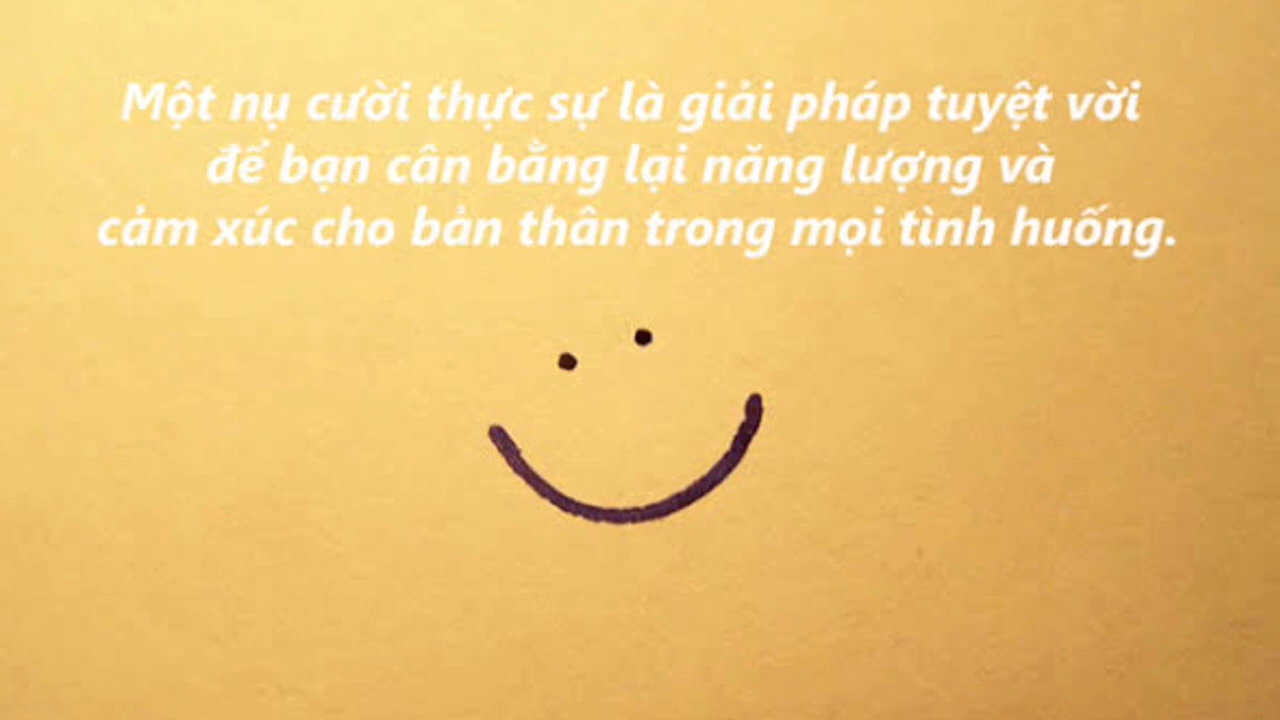 Một nụ cười thực sự là giải pháp tuyệt vời
để bạn cân bằng lại năng lượng và
cảm xúc cho bản thân trong mọi tình huống.